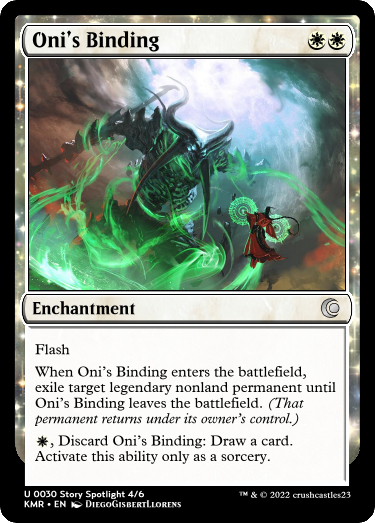 Oni's Binding
Enchantment
Flash
When Oni's Binding enters the battlefield,
exile target legendary nonland permanent until
Oni's Binding leaves the battlefield. (That
permanent returns under its owner's control.)
, Discard Oni's Binding: Draw a card.
Activate this ability only as a sorcery.
U 0030 Story Spotlight 4/6
KMR • EN DiegoGisbertLlorens
™ & © 2022 crushcastles23